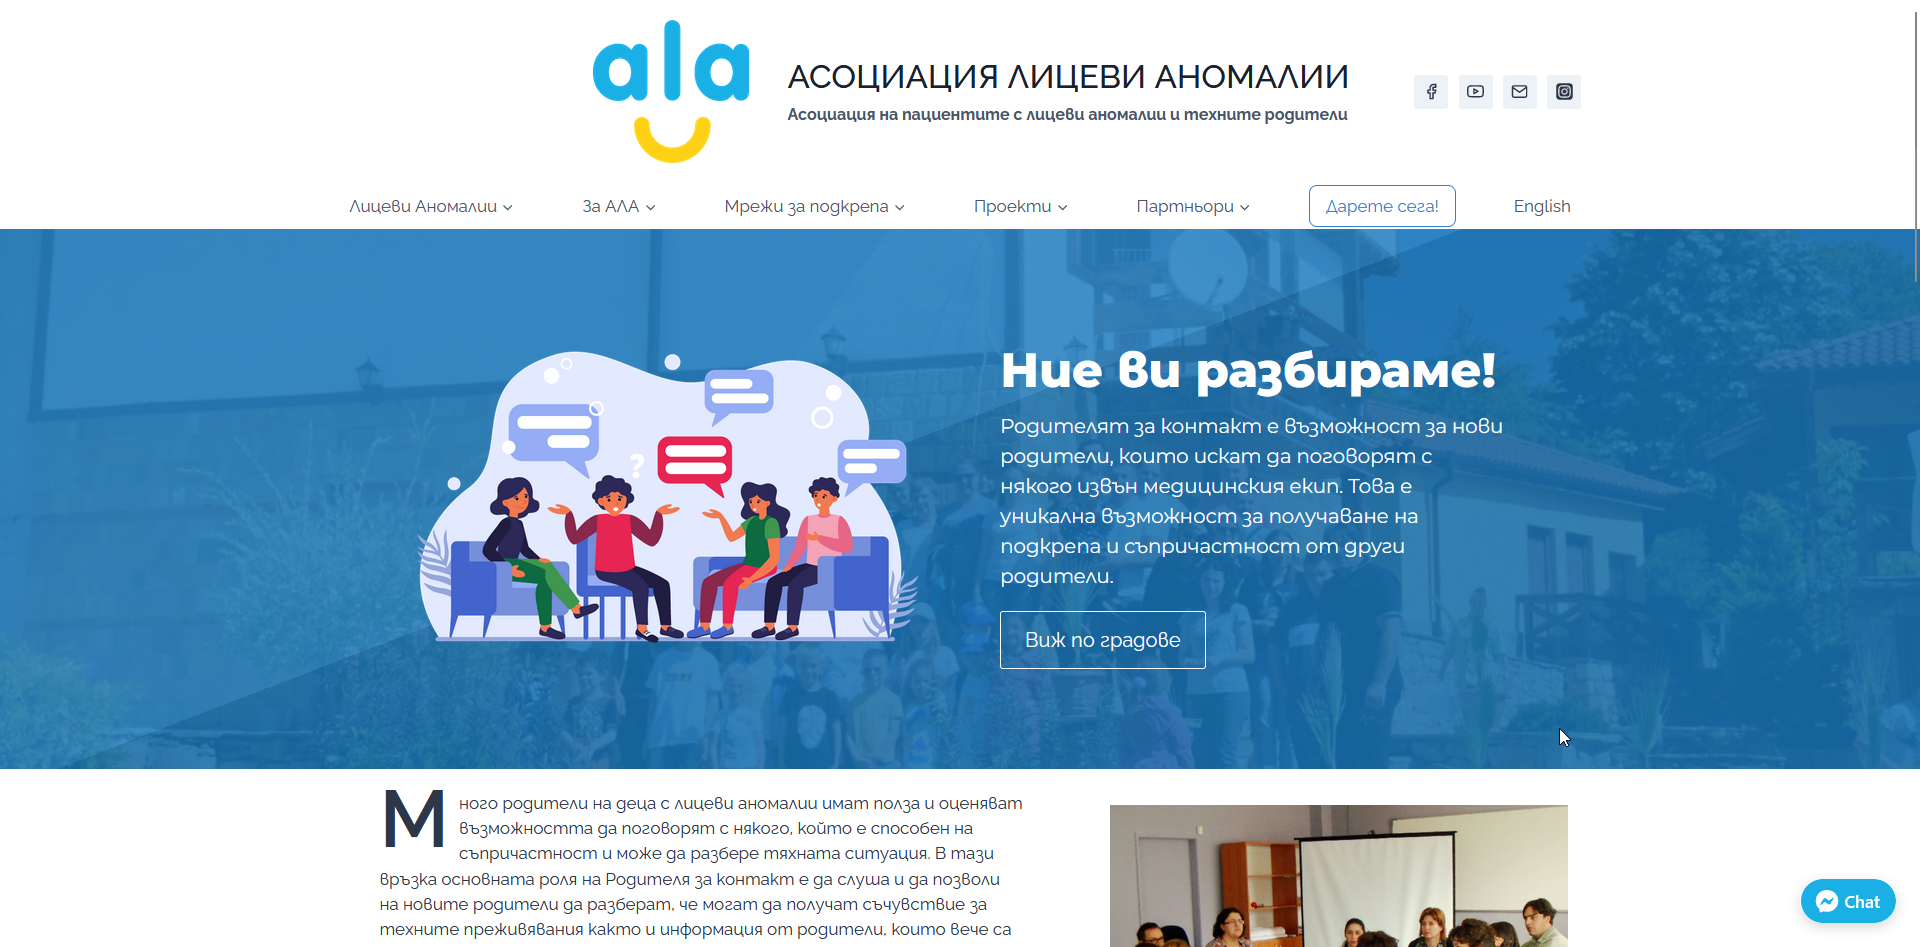 ala
АСОЦИАЦИЯ ЛИЦЕВИ АНОМАЛИИ
Асоциация на пациентите с лицеви аномалии и техните родители
Лицеви Аномалии
За АЛА
Мрежи за подкрепа
Проекти
Партньори
Дарете сега!
English
?
Ние ви разбираме!
Родителят за контакт е възможност за нови
родители, които искат да поговорят с
някого извън медицинския екип. Това е
уникална възможност за получаване на
подкрепа и съпричастност от други
родители.
Виж по градове
Много родители на деца с лицеви аномалии имат полза и оценяват
възможността да поговорят с някого, който е способен на
съпричастност и може да разбере тяхната ситуация. В тази
връзка основната роля на Родителя за контакт е да слуша и да позволи
на новите родители да разберат, че могат да получат съчувствие за
техните преживявания както и информация от родители, които вече са
Chat